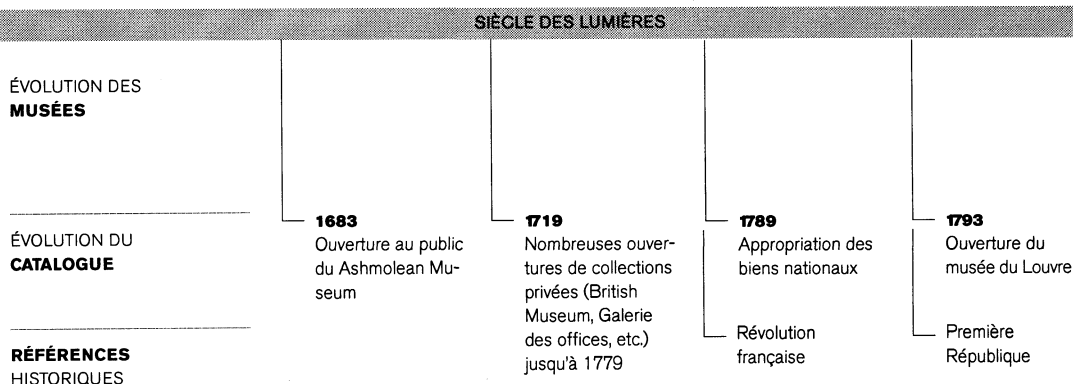 SIÈCLE DES LUMIÈRES
ÉVOLUTION DES
MUSÉES
ÉVOLUTION DU
CATALOGUE
RÉFÉRENCES
HISTORIQUES
1683
Ouverture au public
du Ashmolean Mu-
seum
1719
Nombreuses ouver-
tures de collections
privées (British
Museum, Galerie
des offices, etc.)
jusqu'à 1779
1789
Appropriation des
biens nationaux
Révolution
française
1793
Ouverture du
musée du Louvre
Première
République